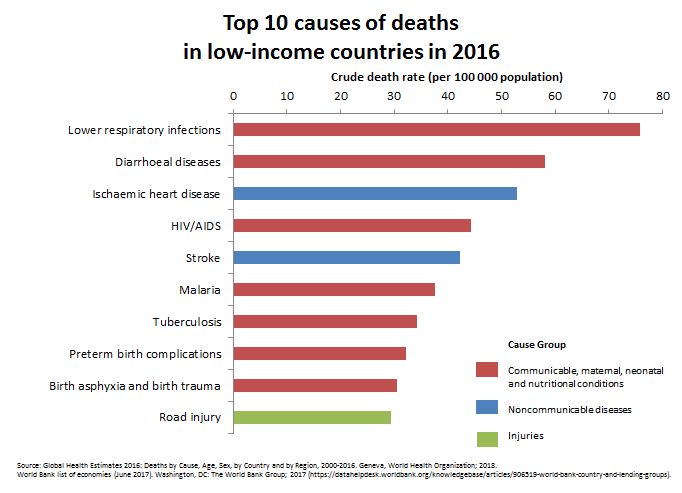 Top 10 causes of deaths
in low-income countries in 2016
Crude death rate (per 100 000 population)
0 10 20 30 40 50 60 70 80
Lower respiratory infections
Diarrhoeal diseases
Ischaemic heart disease
HIV/AIDS
Stroke
Malaria
Tuberculosis
Preterm birth complications
Birth asphyxia and birth trauma
Road injury
Cause Group
Communicable, maternal, neonatal
and nutritional conditions
Noncommunicable diseases
Injuries
Source: Global Health Estimates 2016: Deaths by Cause, Age, Sex, by Country and by Region, 2000-2016. Geneva, World Health Organization; 2018.
World Bank list of economies (June 2017). Washington, DC: The World Bank Group; 2017 (https://datahelpdesk.worldbank.org/knowledgebase/articles/906519-world-bank-country-and-lending-groups).